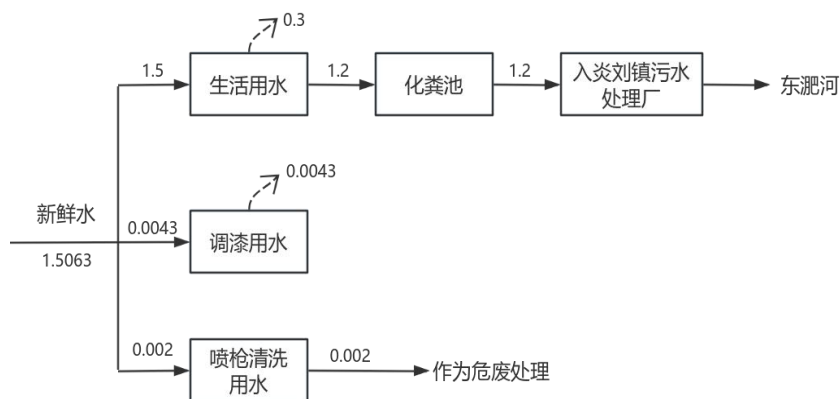 0.3
1.5
生活用水
1.2
化粪池
1.2
入炎刘镇污水
处理厂
东淝河
0.0043
新鲜水
1.5063
0.0043
调漆用水
0.002
喷枪清洗
用水
0.002
作为危废处理